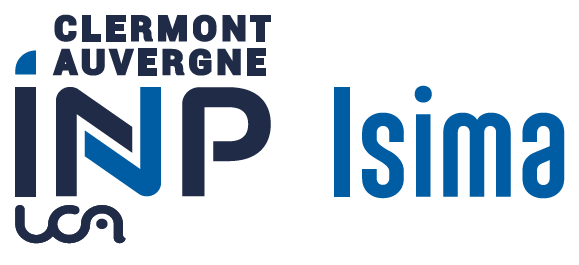 CLERMONT
AUVERGNE
INP
UCA
Isima